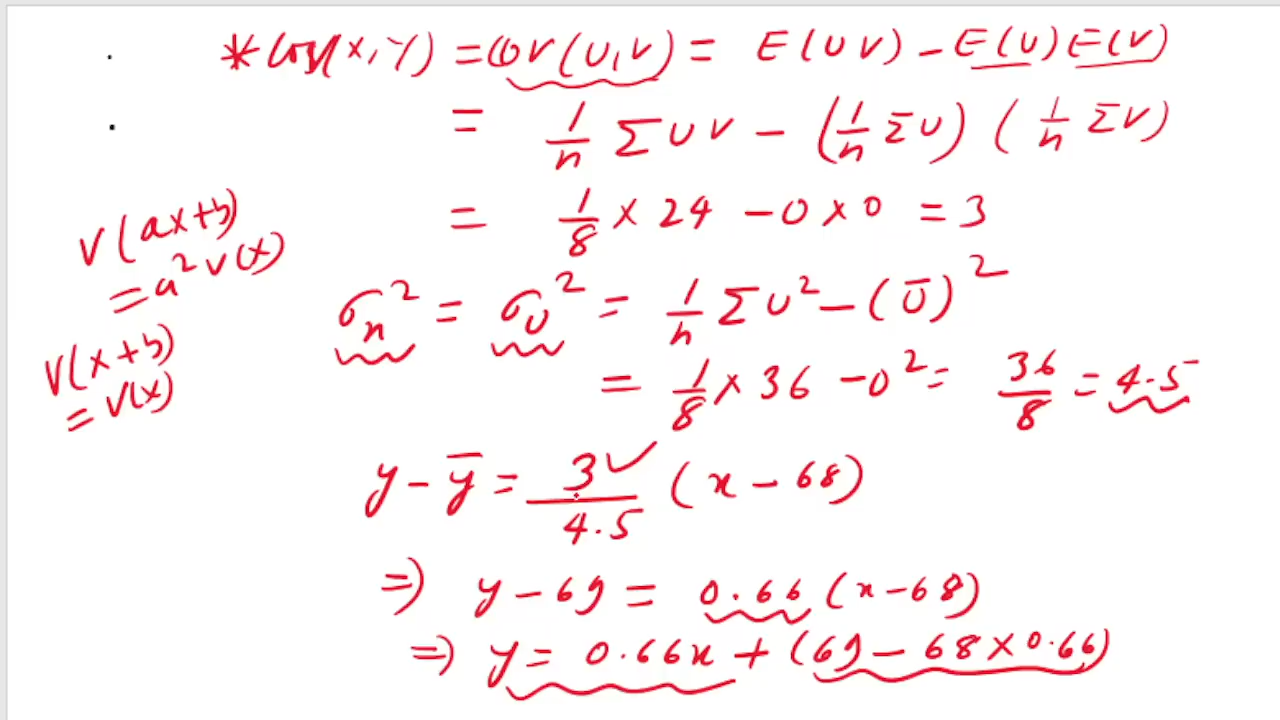 * Cov(x, y) = Cov(U, V) = E(UV) - E(U)E(V)
= 1/n ΣUV - (1/n ΣU)(1/n ΣV)
= 1/8 × 24 - 0 × 0 = 3
V(ax+b)
= a²V(x)
V(x+b)
= V(x)
σx² = σU² = 1/n ΣU² - (U̅)²
= 1/8 × 36 - 0² = 36/8 = 4.5
y - y̅ = 3/4.5 ✓ (x - 68)
⇒) y - 69 = 0.66 (x - 68)
⇒) y = 0.66x + (69 - 68×0.66)